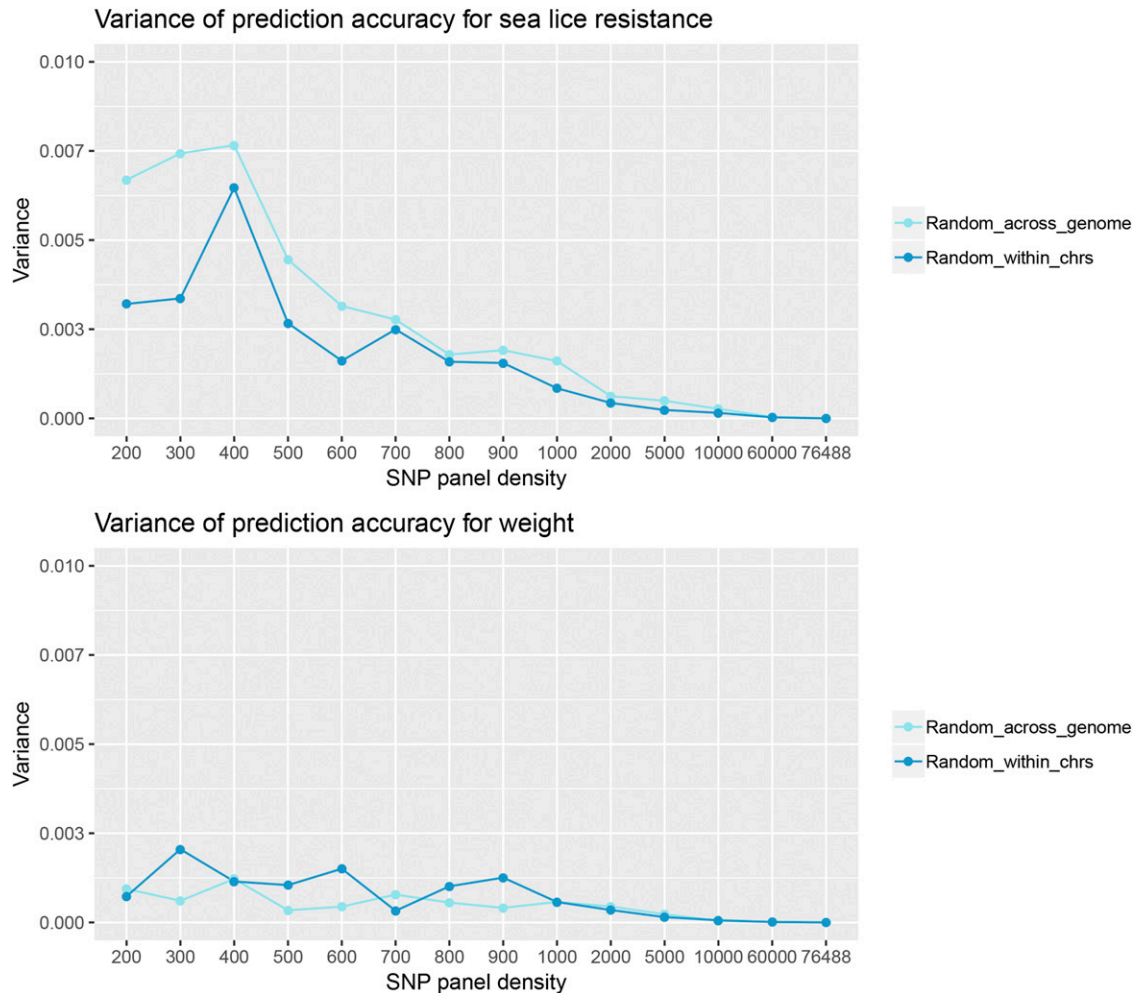 Variance of prediction accuracy for sea lice resistance
0.010
0.007
0.005
0.003
0.000
Variance
200 300 400 500 600 700 800 900 1000 2000 5000 10000 60000 76488
SNP panel density
Random_across_genome
Random_within_chrs
Variance of prediction accuracy for weight
0.010
0.007
0.005
0.003
0.000
Variance
200 300 400 500 600 700 800 900 1000 2000 5000 10000 60000 76488
SNP panel density
Random_across_genome
Random_within_chrs